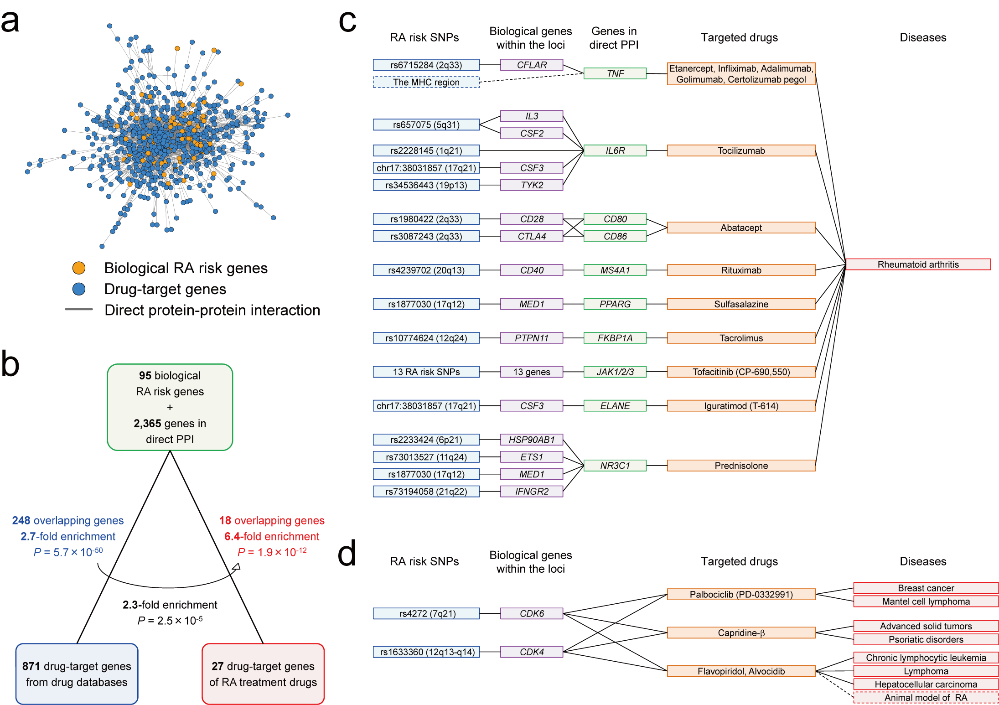 a
Biological RA risk genes
Drug-target genes
Direct protein-protein interaction
b
95 biological
RA risk genes
+
2,365 genes in
direct PPI
248 overlapping genes
2.7-fold enrichment
P = 5.7 × 10-50
18 overlapping genes
6.4-fold enrichment
P = 1.9 × 10-12
2.3-fold enrichment
P = 2.5 × 10-5
871 drug-target genes
from drug databases
27 drug-target genes
of RA treatment drugs
c
RA risk SNPs
Biological genes
within the loci
Genes in
direct PPI
Targeted drugs
Diseases
rs6715284 (2q33)
CFLAR
The MHC region
TNF
Etanercept, Infliximab, Adalimumab,
Golimumab, Certolizumab pegol
rs657075 (5q31)
IL3
CSF2
rs2228145 (1q21)
IL6R
Tocilizumab
chr17:38031857 (17q21)
CSF3
rs34536443 (19p13)
TYK2
rs1980422 (2q33)
CD28
CD80
rs3087243 (2q33)
CTLA4
CD86
Abatacept
Rheumatoid arthritis
rs4239702 (20q13)
CD40
MS4A1
Rituximab
rs1877030 (17q12)
MED1
PPARG
Sulfasalazine
rs10774624 (12q24)
PTPN11
FKBP1A
Tacrolimus
13 RA risk SNPs
13 genes
JAK1/2/3
Tofacitinib (CP-690,550)
chr17:38031857 (17q21)
CSF3
ELANE
Iguratimod (T-614)
rs2233424 (6p21)
HSP90AB1
rs73013527 (11q24)
ETS1
NR3C1
Prednisolone
rs1877030 (17q12)
MED1
rs73194058 (21q22)
IFNGR2
d
RA risk SNPs
Biological genes
within the loci
Targeted drugs
Diseases
rs4272 (7q21)
CDK6
rs1633360 (12q13-q14)
CDK4
Palbociclib (PD-0332991)
Breast cancer
Mantel cell lymphoma
Capridine-β
Advanced solid tumors
Psoriatic disorders
Flavopiridol, Alvocidib
Chronic lymphocytic leukemia
Lymphoma
Hepatocellular carcinoma
Animal model of RA